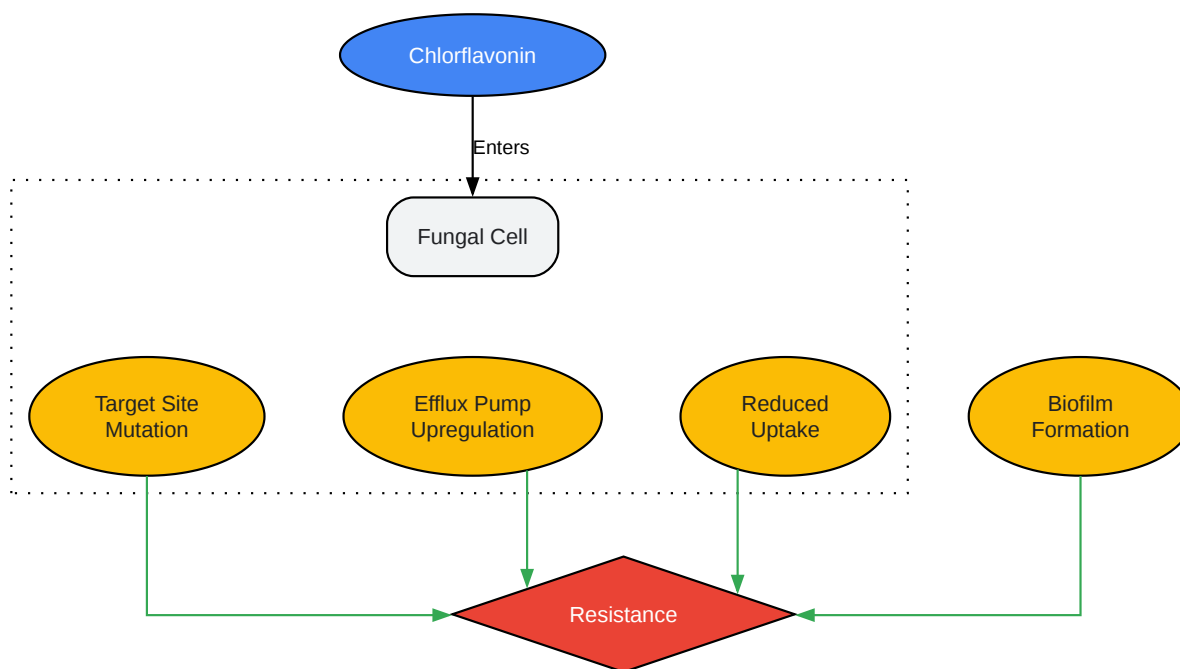 Chlorflavonin
Enters
Fungal Cell
Target Site
Mutation
Efflux Pump
Upregulation
Reduced
Uptake
Biofilm
Formation
Resistance